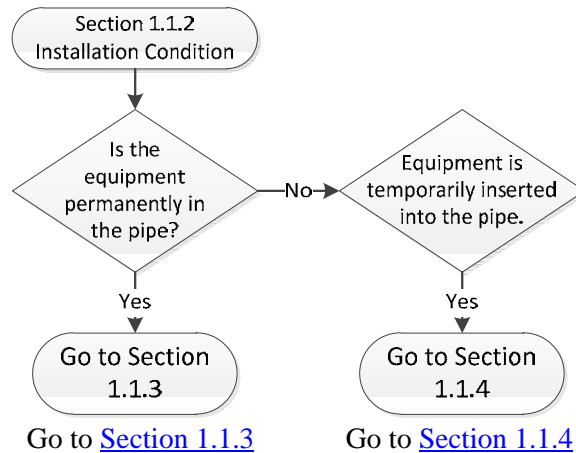 Section 1.1.2
Installation Condition
Is the
equipment
permanently in
the pipe?
No
Equipment is
temporarily inserted
into the pipe.
Yes
Yes
Go to Section
1.1.3
Go to Section
1.1.4
Go to Section 1.1.3
Go to Section 1.1.4